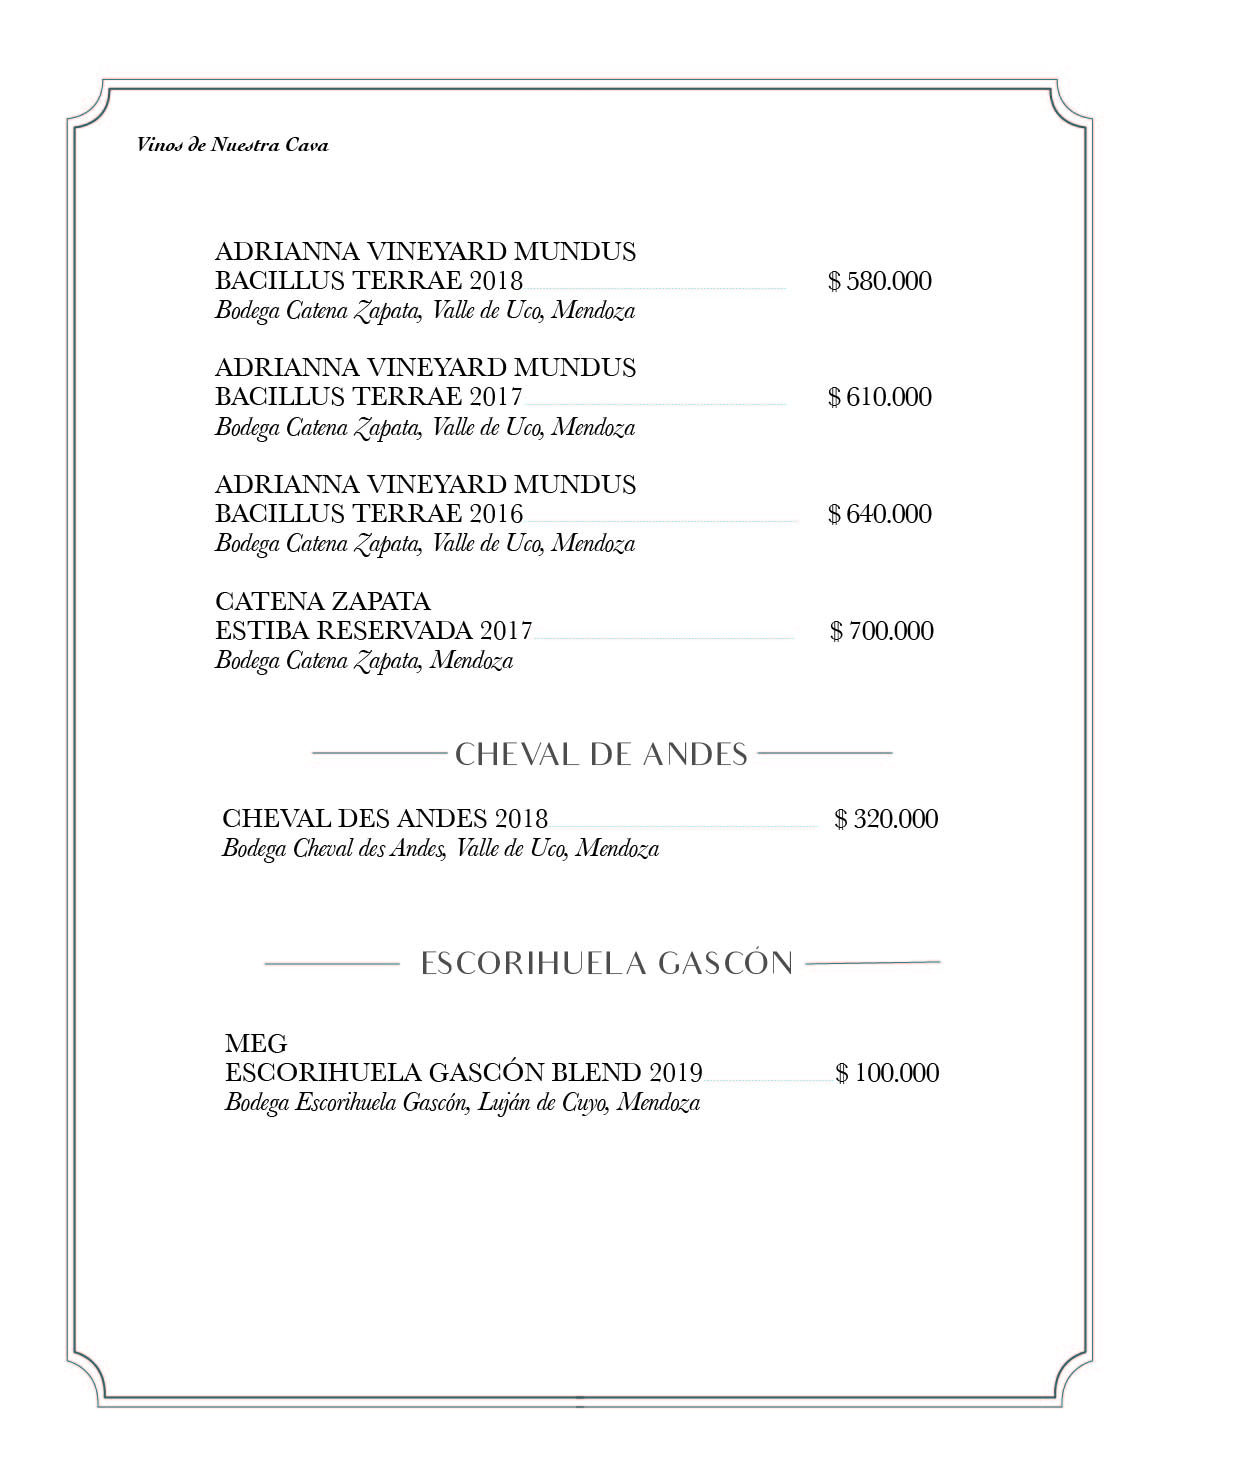 Vinos de Nuestra Cava
ADRIANNA VINEYARD MUNDUS
BACILLUS TERRAE 2018 $ 580.000
Bodega Catena Zapata, Valle de Uco, Mendoza
ADRIANNA VINEYARD MUNDUS
BACILLUS TERRAE 2017 $ 610.000
Bodega Catena Zapata, Valle de Uco, Mendoza
ADRIANNA VINEYARD MUNDUS
BACILLUS TERRAE 2016 $ 640.000
Bodega Catena Zapata, Valle de Uco, Mendoza
CATENA ZAPATA
ESTIBA RESERVADA 2017 $ 700.000
Bodega Catena Zapata, Mendoza
CHEVAL DE ANDES
CHEVAL DES ANDES 2018 $ 320.000
Bodega Cheval des Andes, Valle de Uco, Mendoza
ESCORIHUELA GASCÓN
MEG
ESCORIHUELA GASCÓN BLEND 2019 $ 100.000
Bodega Escorihuela Gascón, Luján de Cuyo, Mendoza